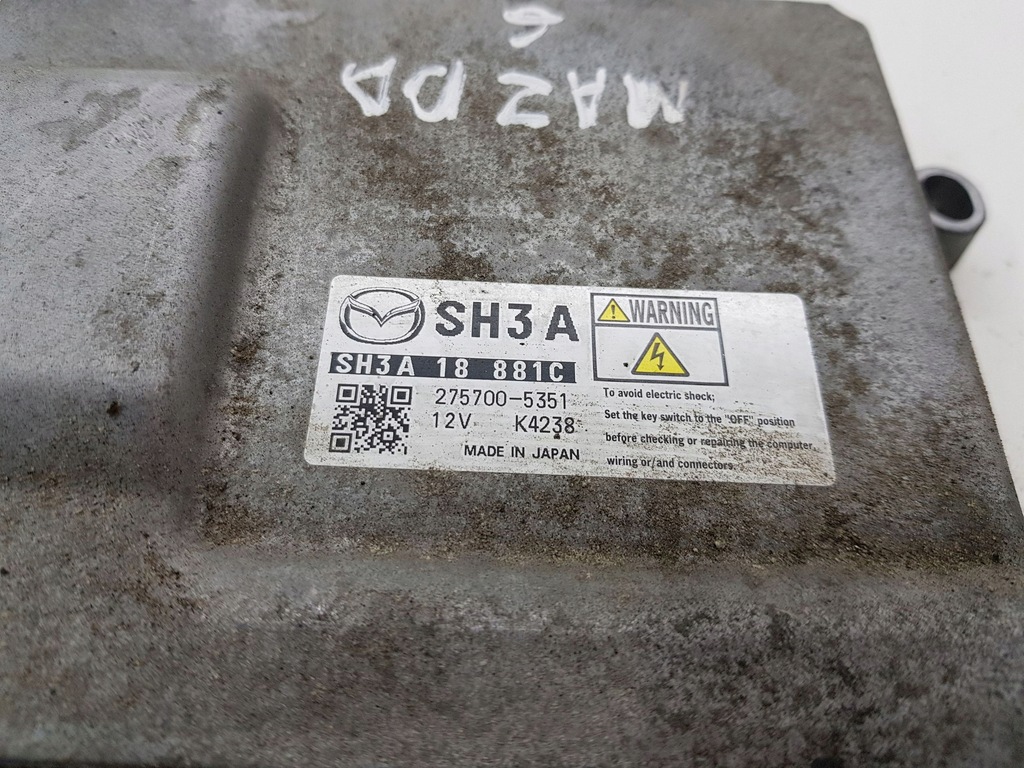 MAZDA
6
SH3A
SH3A 18 881C
275700-5351
12V K4238
MADE IN JAPAN
WARNING
To avoid electric shock;
Set the key switch to the "OFF" position
before checking or repairing the computer,
wiring or/and connectors.